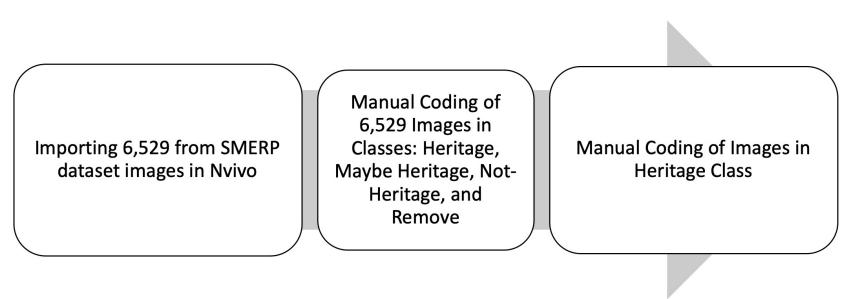 Importing 6,529 from SMERP
dataset images in Nvivo
Manual Coding of
6,529 Images in
Classes: Heritage,
Maybe Heritage, Not-
Heritage, and
Remove
Manual Coding of Images in
Heritage Class